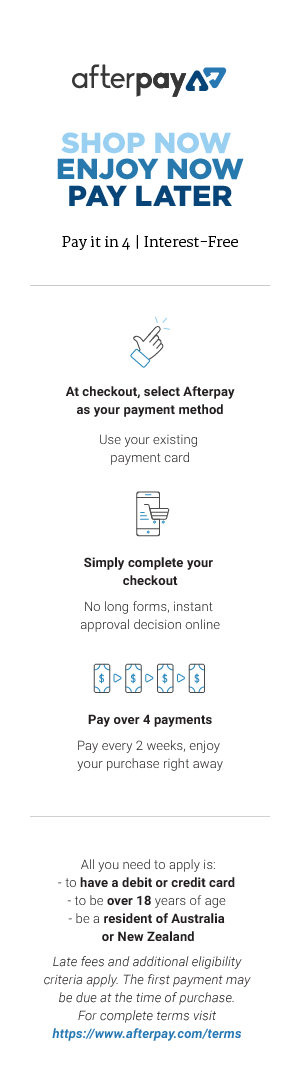 afterpay
SHOP NOW
ENJOY NOW
PAY LATER
Pay it in 4 | Interest-Free
At checkout, select Afterpay
as your payment method
Use your existing
payment card
Simply complete your
checkout
No long forms, instant
approval decision online
$ $ $ $
Pay over 4 payments
Pay every 2 weeks, enjoy
your purchase right away
All you need to apply is:
- to have a debit or credit card
- to be over 18 years of age
- be a resident of Australia
or New Zealand
Late fees and additional eligibility
criteria apply. The first payment may
be due at the time of purchase.
For complete terms visit
https://www.afterpay.com/terms